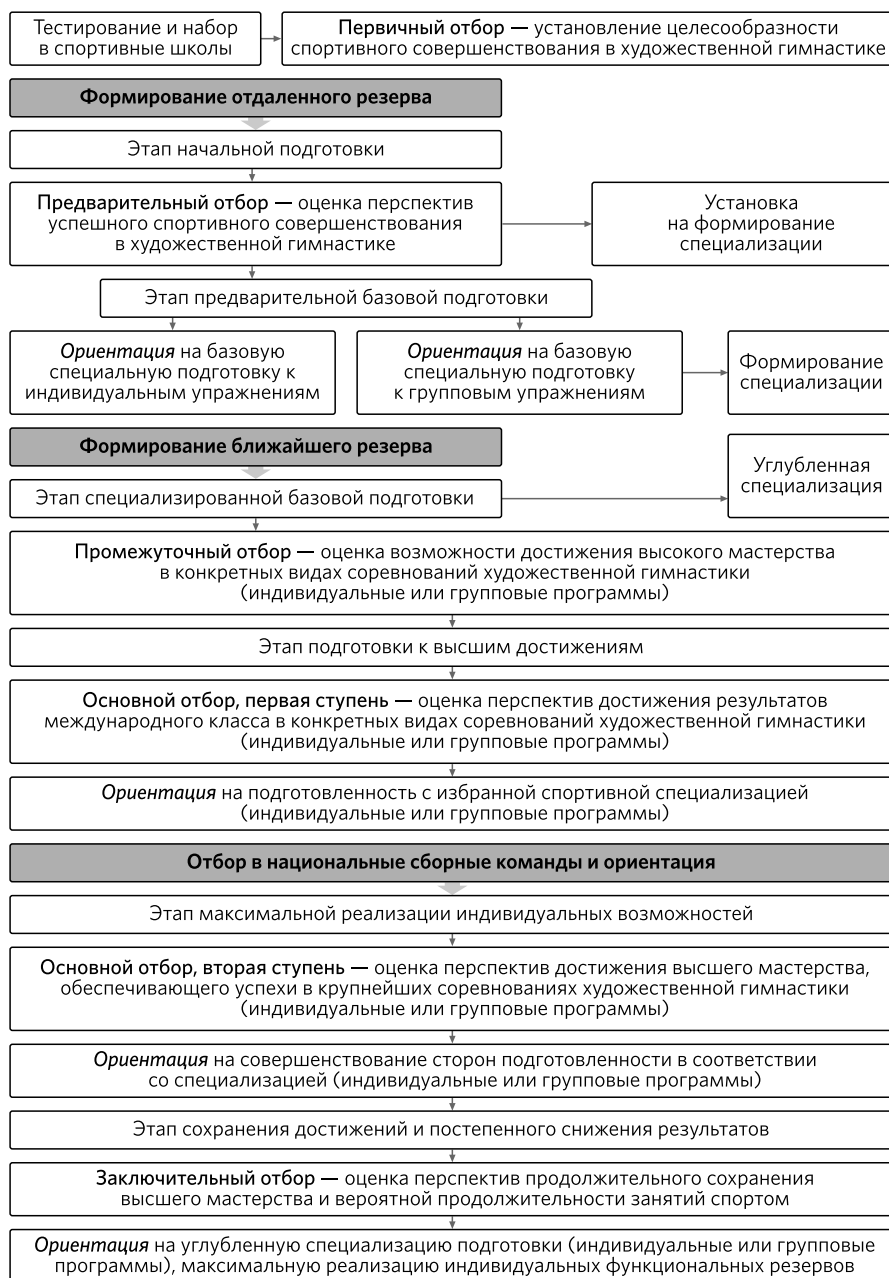 Тестирование и набор
в спортивные школы
Первичный отбор — установление целесообразности
спортивного совершенствования в художественной гимнастике
Формирование отдаленного резерва
Этап начальной подготовки
Предварительный отбор — оценка перспектив
успешного спортивного совершенствования
в художественной гимнастике
Установка
на формирование
специализации
Этап предварительной базовой подготовки
Ориентация на базовую
специальную подготовку к
индивидуальным упражнениям
Ориентация на базовую
специальную подготовку
к групповым упражнениям
Формирование
специализации
Формирование ближайшего резерва
Углубленная
специализация
Этап специализированной базовой подготовки
Промежуточный отбор — оценка возможности достижения высокого мастерства
в конкретных видах соревнований художественной гимнастики
(индивидуальные или групповые программы)
Этап подготовки к высшим достижениям
Основной отбор, первая ступень — оценка перспектив достижения результатов
международного класса в конкретных видах соревнований художественной гимнастики
(индивидуальные или групповые программы)
Ориентация на подготовленность с избранной спортивной специализацией
(индивидуальные или групповые программы)
Отбор в национальные сборные команды и ориентация
Этап максимальной реализации индивидуальных возможностей
Основной отбор, вторая ступень — оценка перспектив достижения высшего мастерства,
обеспечивающего успехи в крупнейших соревнованиях художественной гимнастики
(индивидуальные или групповые программы)
Ориентация на совершенствование сторон подготовленности в соответствии
со специализацией (индивидуальные или групповые программы)
Этап сохранения достижений и постепенного снижения результатов
Заключительный отбор — оценка перспектив продолжительного сохранения
высшего мастерства и вероятной продолжительности занятий спортом
Ориентация на углубленную специализацию подготовки (индивидуальные или групповые
программы), максимальную реализацию индивидуальных функциональных резервов